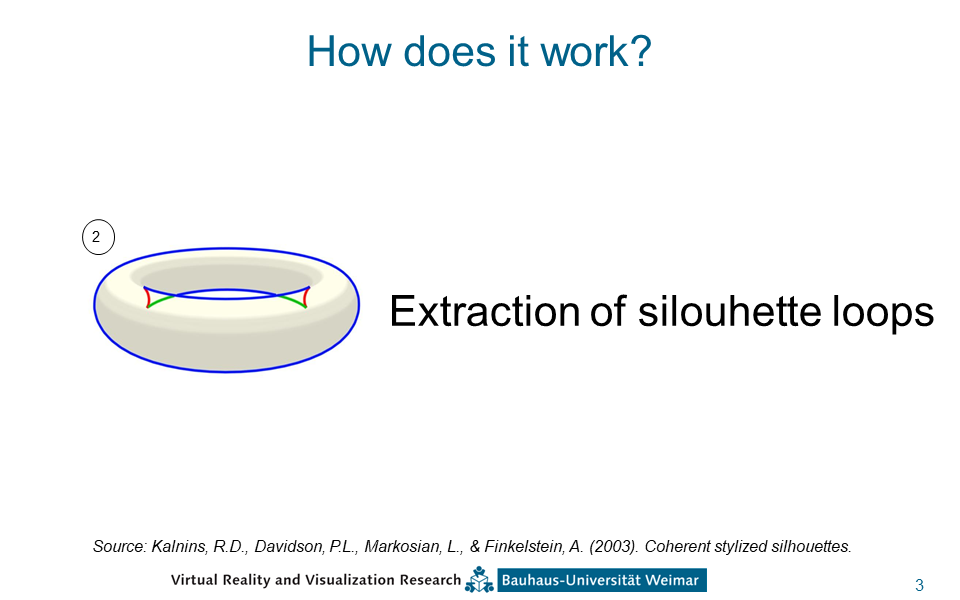 How does it work?
2
Extraction of silouhette loops
Source: Kalnins, R.D., Davidson, P.L., Markosian, L., & Finkelstein, A. (2003). Coherent stylized silhouettes.
Virtual Reality and Visualization Research Bauhaus-Universität Weimar
3